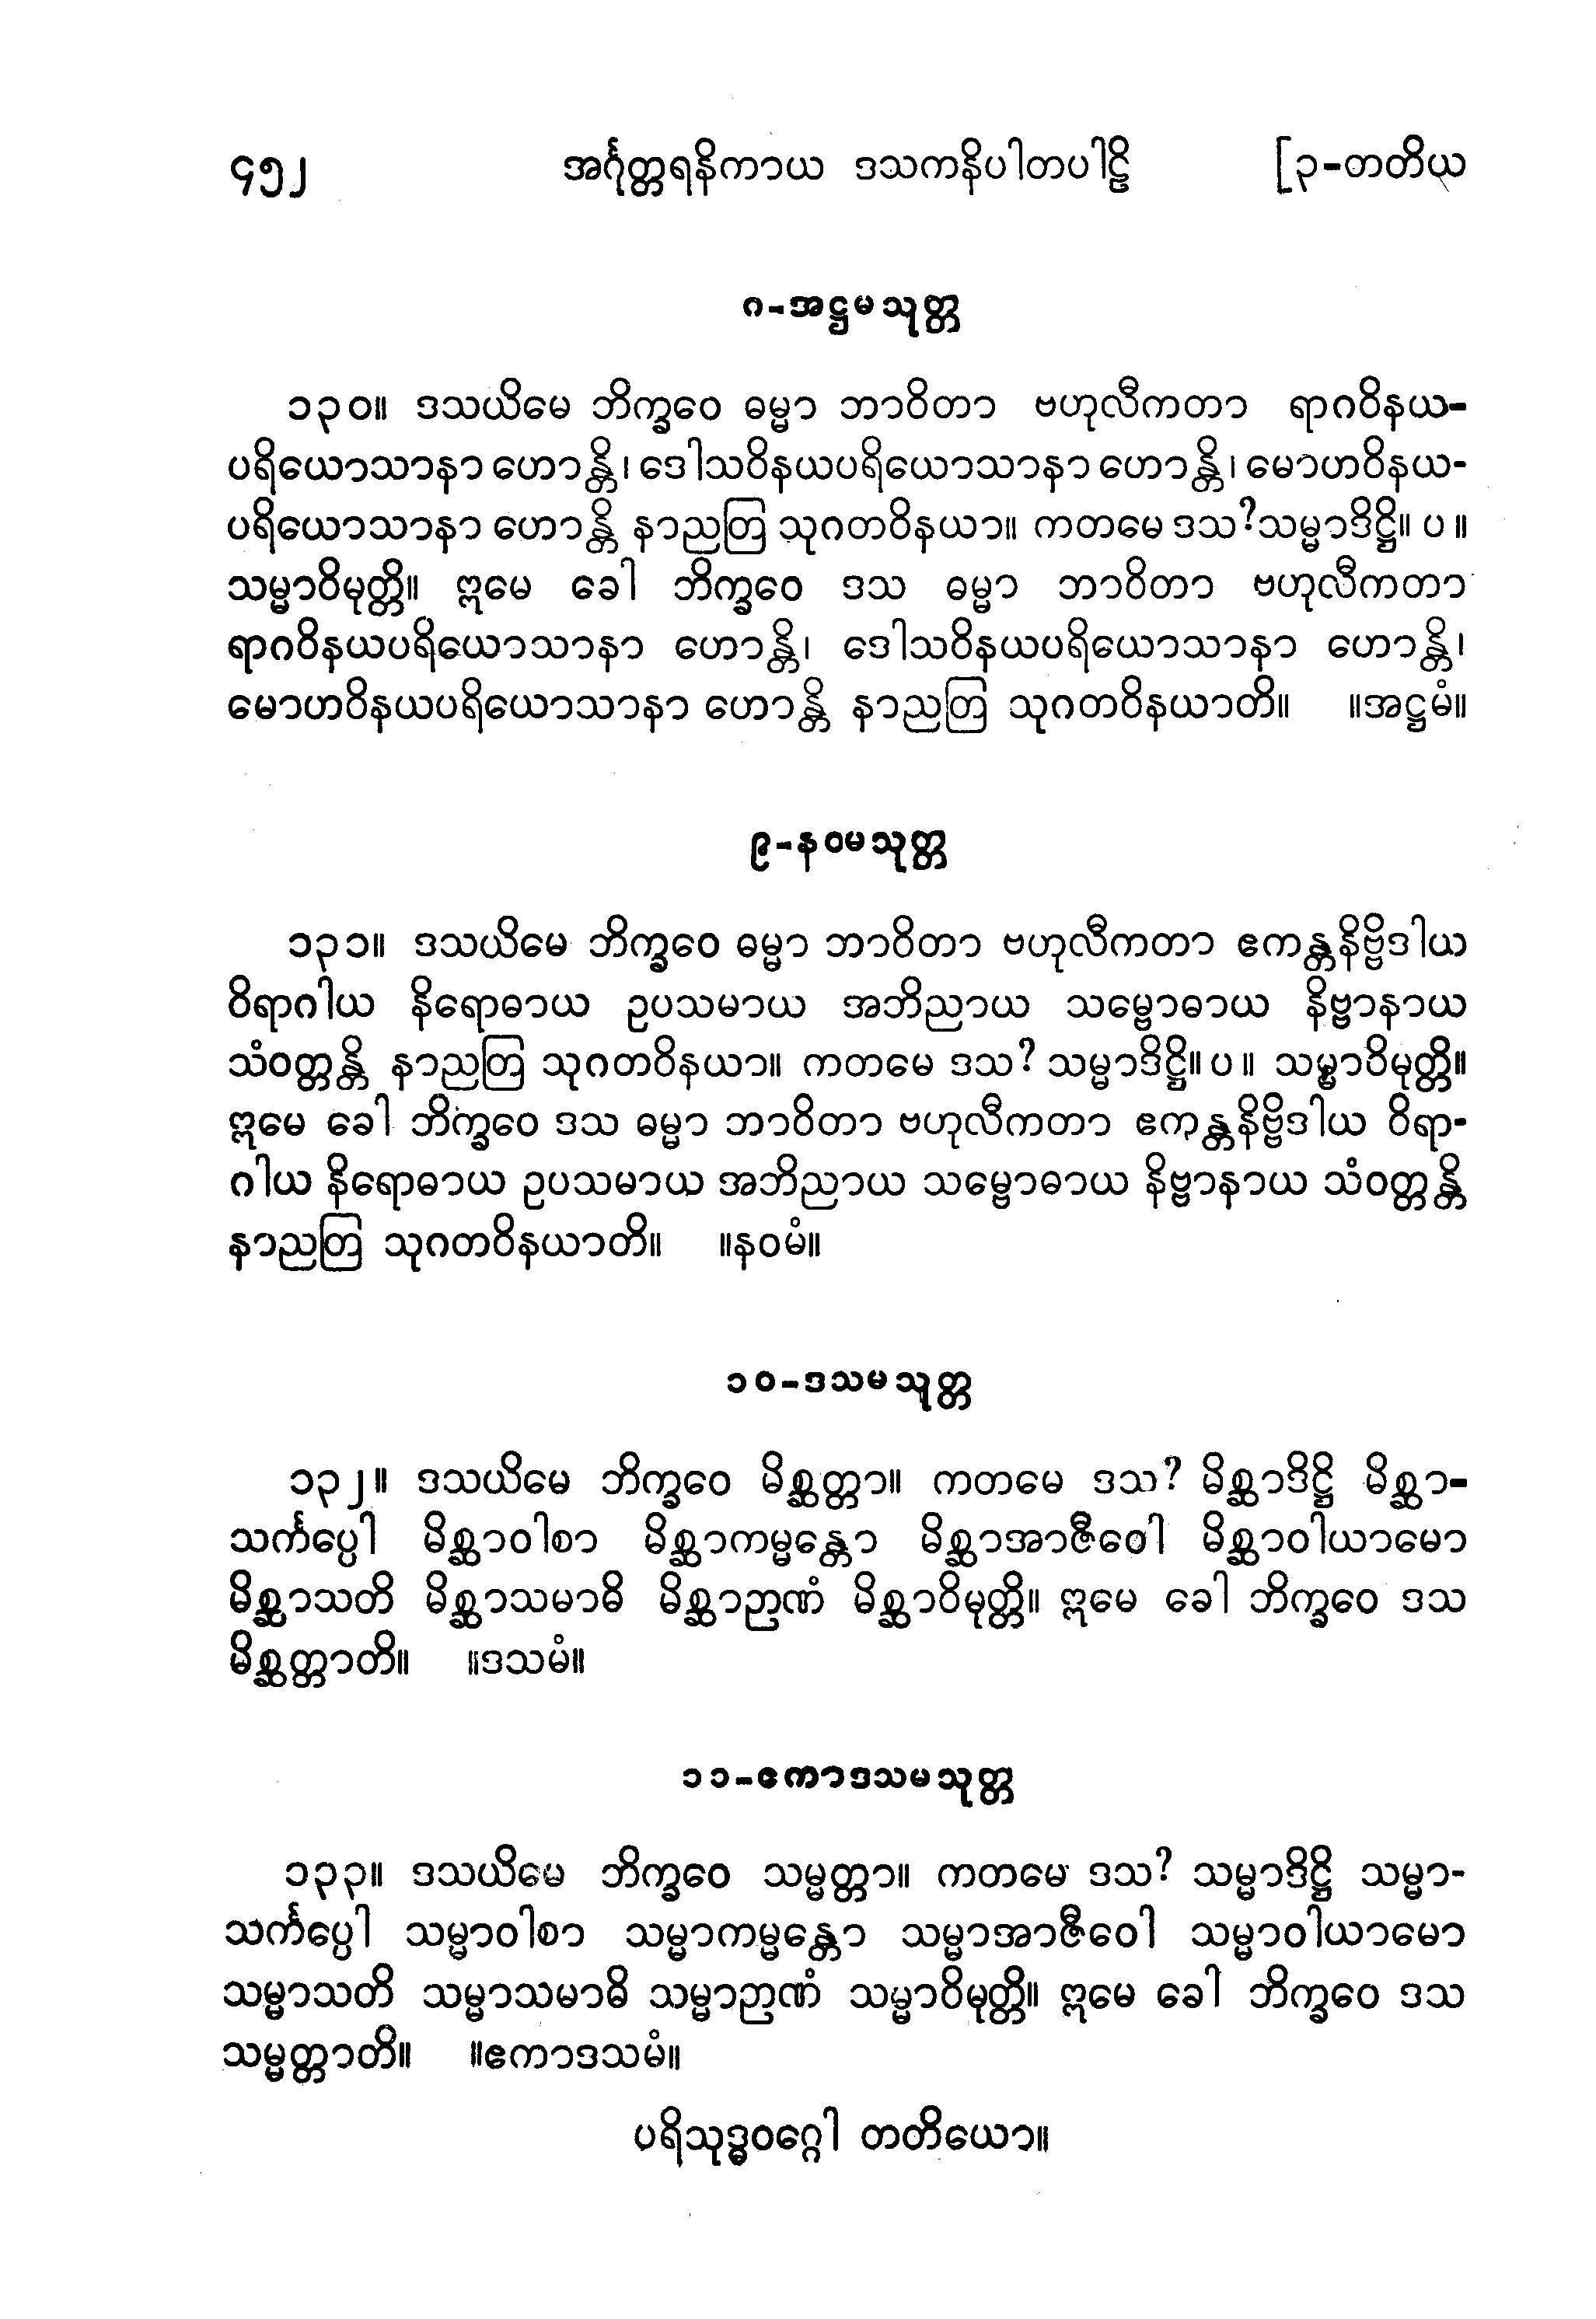 ၄၅၂ အင်္ဂုတ္တရနိကာယ ဒသကနိပါတပါဠိ [၃-တတိယ
၈-အဋ္ဌမသုတ္တ
၁၃၀။ ဒသယိမေ ဘိက္ခဝေ ဓမ္မာ ဘာဝိတာ ဗဟုလီကတာ ရာဂဝိနယ-
ပရိယောသာနာ ဟောန္တိ၊ ဒေါသဝိနယပရိယောသာနာ ဟောန္တိ၊ မောဟဝိနယ-
ပရိယောသာနာ ဟောန္တိ နာညတြ သုဂတဝိနယာ။ ကတမေ ဒသ? သမ္မာဒိဋ္ဌိ။ ပ ။
သမ္မာဝိမုတ္တိ။ ဣမေ ခေါ ဘိက္ခဝေ ဒသ ဓမ္မာ ဘာဝိတာ ဗဟုလီကတာ
ရာဂဝိနယပရိယောသာနာ ဟောန္တိ၊ ဒေါသဝိနယပရိယောသာနာ ဟောန္တိ၊
မောဟဝိနယပရိယောသာနာ ဟောန္တိ နာညတြ သုဂတဝိနယာတိ။ ။အဋ္ဌမံ။
၉-နဝမသုတ္တ
၁၃၁။ ဒသယိမေ ဘိက္ခဝေ ဓမ္မာ ဘာဝိတာ ဗဟုလီကတာ ဧကန္တနိဗ္ဗိဒါယ
ဝိရာဂါယ နိရောဓာယ ဥပသမာယ အဘိညာယ သမ္ဗောဓာယ နိဗ္ဗာနာယ
သံဝတ္တန္တိ နာညတြ သုဂတဝိနယာ။ ကတမေ ဒသ? သမ္မာဒိဋ္ဌိ။ ပ ။ သမ္မာဝိမုတ္တိ။
ဣမေ ခေါ ဘိက္ခဝေ ဒသ ဓမ္မာ ဘာဝိတာ ဗဟုလီကတာ ဧကန္တနိဗ္ဗိဒါယ ဝိရာ-
ဂါယ နိရောဓာယ ဥပသမာယ အဘိညာယ သမ္ဗောဓာယ နိဗ္ဗာနာယ သံဝတ္တန္တိ
နာညတြ သုဂတဝိနယာတိ။ ။နဝမံ။
၁၀-ဒသမသုတ္တ
၁၃၂။ ဒသယိမေ ဘိက္ခဝေ မိစ္ဆတ္တာ။ ကတမေ ဒသ? မိစ္ဆာဒိဋ္ဌိ မိစ္ဆာ-
သင်္ကပ္ပေါ မိစ္ဆာဝါစာ မိစ္ဆာကမ္မန္တော မိစ္ဆာအာဇီဝေါ မိစ္ဆာဝါယာမော
မိစ္ဆာသတိ မိစ္ဆာသမာဓိ မိစ္ဆာဉာဏံ မိစ္ဆာဝိမုတ္တိ။ ဣမေ ခေါ ဘိက္ခဝေ ဒသ
မိစ္ဆတ္တာတိ။ ။ဒသမံ။
၁၁-ဧကာဒသမသုတ္တ
၁၃၃။ ဒသယိမေ ဘိက္ခဝေ သမ္မတ္တာ။ ကတမေ ဒသ? သမ္မာဒိဋ္ဌိ သမ္မာ-
သင်္ကပ္ပေါ သမ္မာဝါစာ သမ္မာကမ္မန္တော သမ္မာအာဇီဝေါ သမ္မာဝါယာမော
သမ္မာသတိ သမ္မာသမာဓိ သမ္မာဉာဏံ သမ္မာဝိမုတ္တိ။ ဣမေ ခေါ ဘိက္ခဝေ ဒသ
သမ္မတ္တာတိ။ ။ဧကာဒသမံ။
ပရိသုဒ္ဓဝဂ္ဂေါ တတိယော။